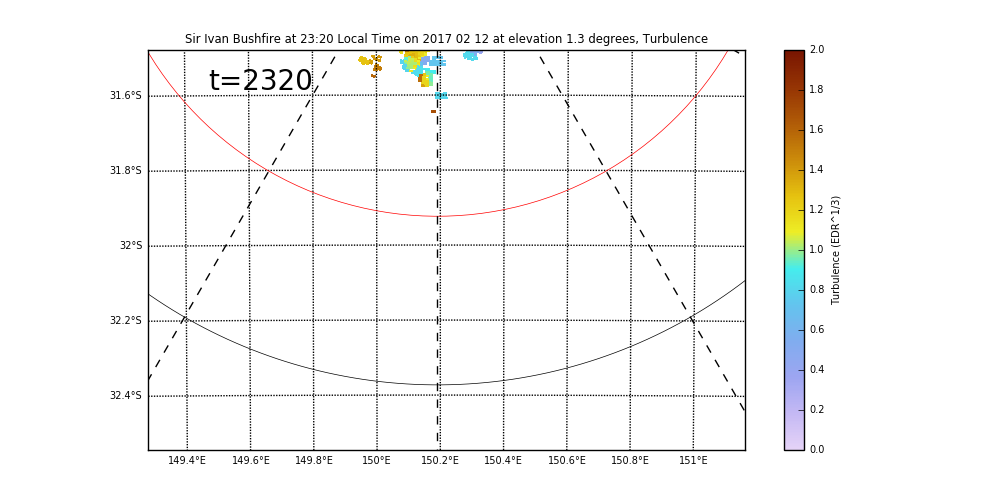 Sir Ivan Bushfire at 23:20 Local Time on 2017 02 12 at elevation 1.3 degrees, Turbulence
t=2320
31.6°S
31.8°S
32°S
32.2°S
32.4°S
149.4°E 149.6°E 149.8°E 150°E 150.2°E 150.4°E 150.6°E 150.8°E 151°E
2.0
1.8
1.6
1.4
1.2
1.0
0.8
0.6
0.4
0.2
0.0
Turbulence (EDR^1/3)